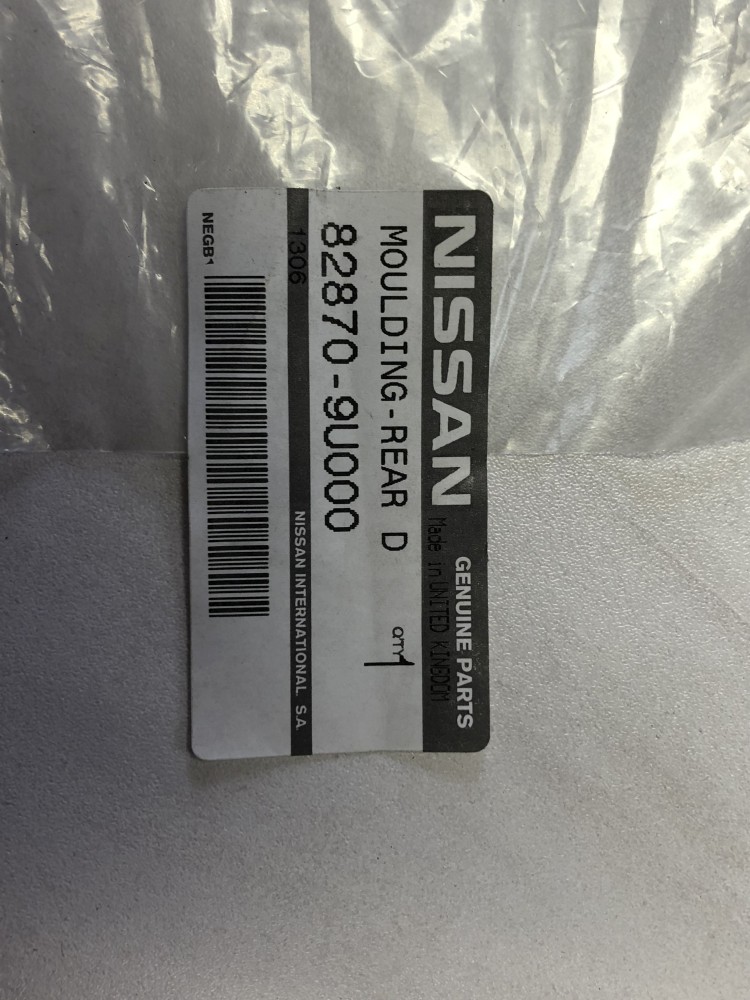 NISSAN GENUINE PARTS
Made in UNITED KINGDOM
MOULDING-REAR D QTY 1
82870-9U000
1306 NISSAN INTERNATIONAL S.A
NEGB1